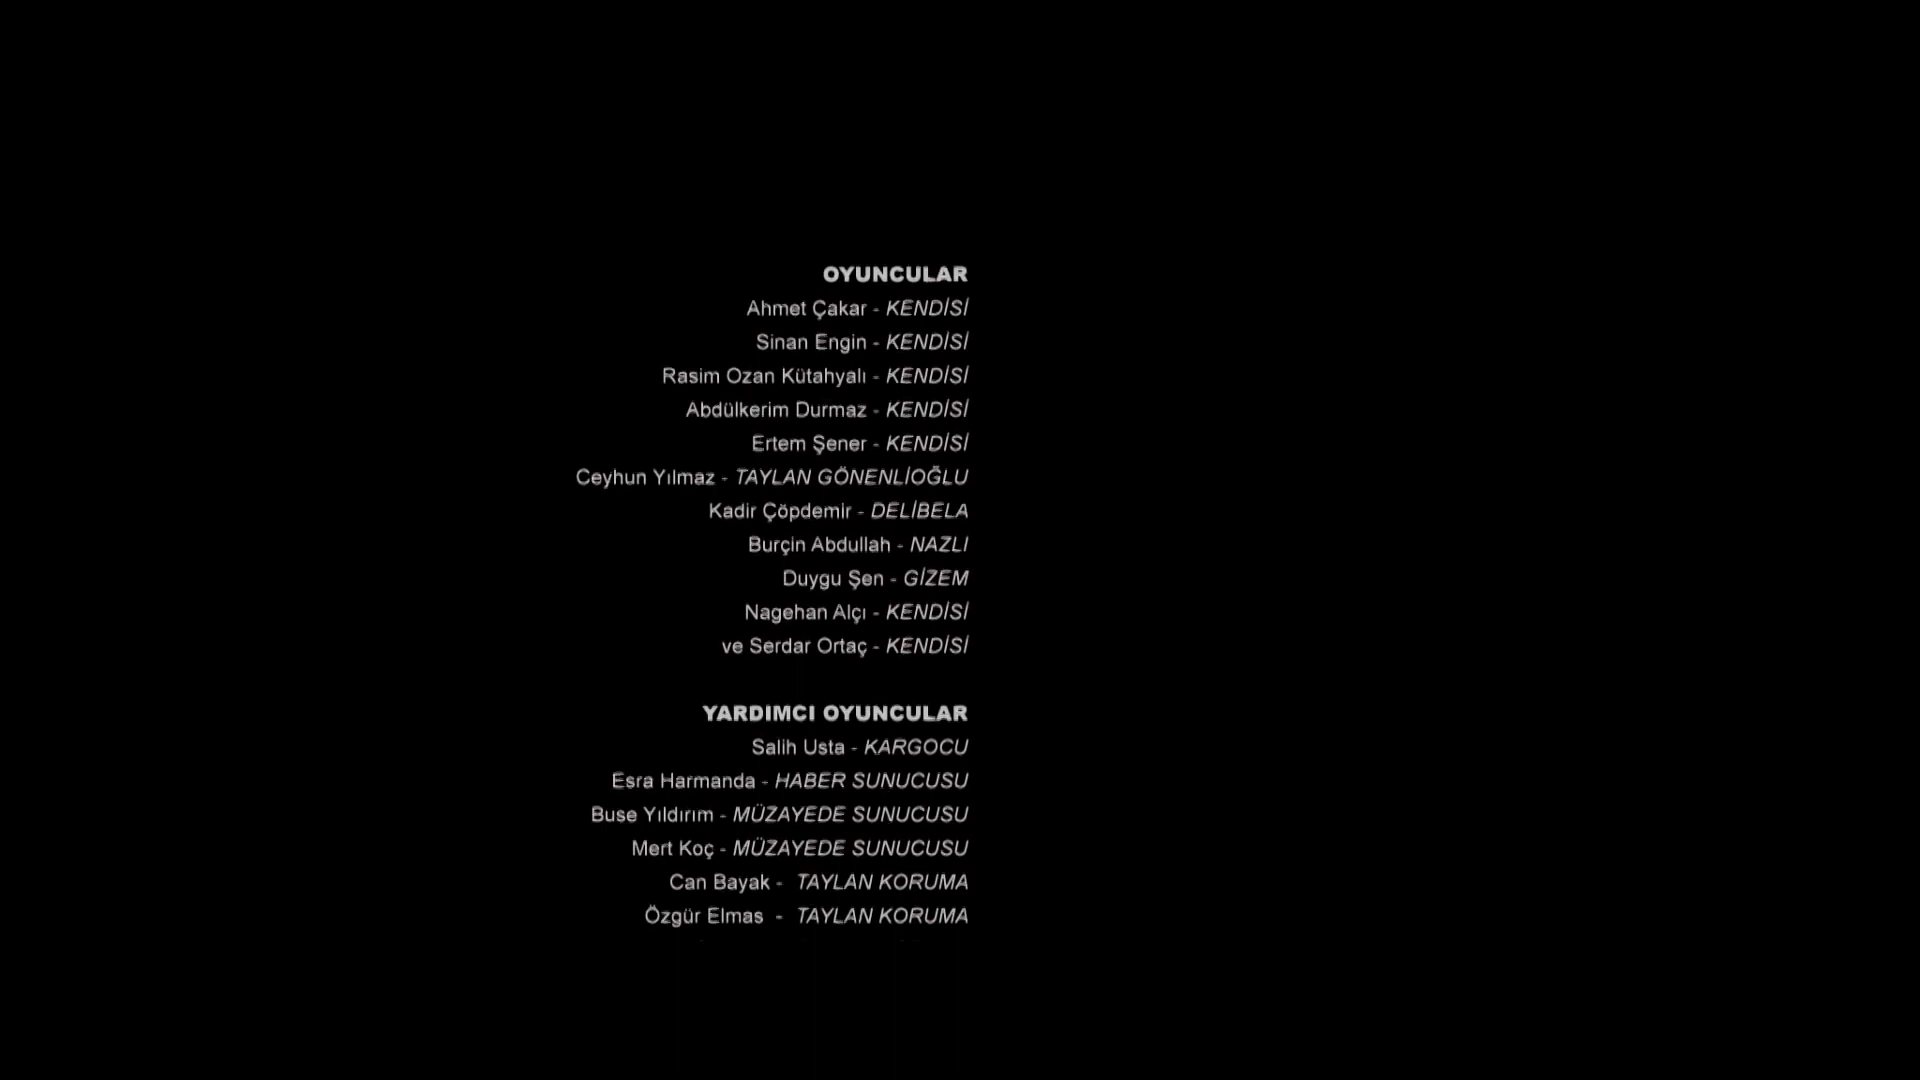 OYUNCULAR
Ahmet Çakar - KENDİSİ
Sinan Engin - KENDİSİ
Rasim Ozan Kütahyalı - KENDİSİ
Abdülkerim Durmaz - KENDİSİ
Ertem Şener - KENDİSİ
Ceyhun Yılmaz - TAYLAN GÖNENLİOĞLU
Kadir Çöpdemir - DELİBELA
Burçin Abdullah - NAZLI
Duygu Şen - GİZEM
Nagehan Alçı - KENDİSİ
ve Serdar Ortaç - KENDİSİ
YARDIMCI OYUNCULAR
Salih Usta - KARGOCU
Esra Harmanda - HABER SUNUCUSU
Buse Yıldırım - MÜZAYEDE SUNUCUSU
Mert Koç - MÜZAYEDE SUNUCUSU
Can Bayak - TAYLAN KORUMA
Özgür Elmas - TAYLAN KORUMA